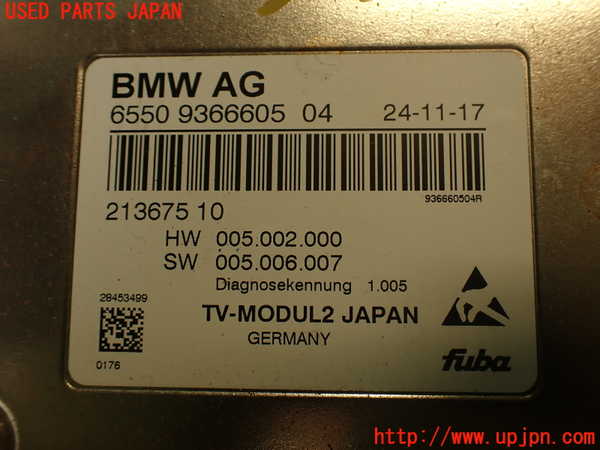 USED PARTS JAPAN
BMW AG
6550 9366605 04 24-11-17
936660504R
213675 10
HW 005.002.000
SW 005.006.007
Diagnosekennung 1.005
28453499
TV-MODUL2 JAPAN
GERMANY
0176
fuba
http://www.upjpn.com